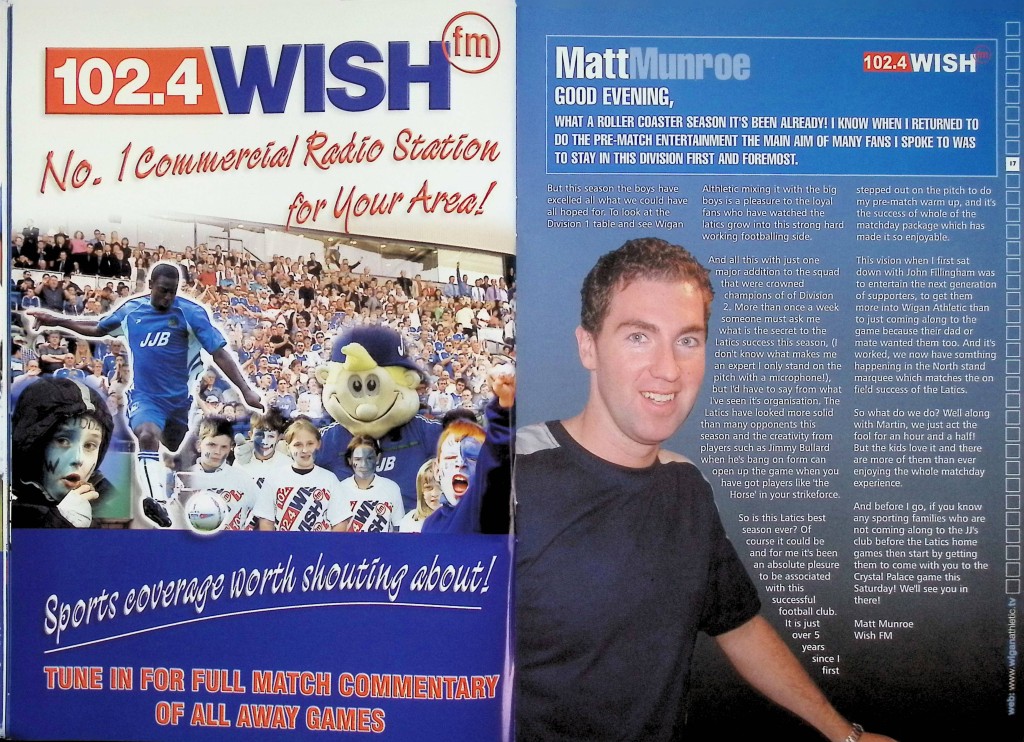 102.4 WISH fm
No. 1 Commercial Radio Station
for Your Area!
JJB
JJB
Sports coverage worth shouting about!
TUNE IN FOR FULL MATCH COMMENTARY
OF ALL AWAY GAMES
MattMunroe
102.4 WISH fm
GOOD EVENING,
WHAT A ROLLER COASTER SEASON IT'S BEEN ALREADY! I KNOW WHEN I RETURNED TO
DO THE PRE-MATCH ENTERTAINMENT THE MAIN AIM OF MANY FANS I SPOKE TO WAS
TO STAY IN THIS DIVISION FIRST AND FOREMOST.
But this season the boys have
excelled all what we could have
all hoped for. To look at the
Division 1 table and see Wigan
Althletic mixing it with the big
boys is a pleasure to the loyal
fans who have watched the
latics grow into this strong hard
working footballing side.
And all this with just one
major addition to the squad
that were crowned
champions of of Division
2. More than once a week
someone must ask me
what is the secret to the
Latics success this season, (I
don't know what makes me
an expert I only stand on the
pitch with a microphone!),
but I'd have to say from what
I've seen it's organisation. The
Latics have looked more solid
than many opponents this
season and the creativity from
players such as Jimmy Bullard
when he's bang on form can
open up the game when you
have got players like 'the
Horse' in your strikeforce.
So is this Latics best
season ever? Of
course it could be
and for me it's been
an absolute plesure
to be associated
with this
successful
football club.
It is just
over 5
years
since I
first
stepped out on the pitch to do
my pre-match warm up, and it's
the success of whole of the
matchday package which has
made it so enjoyable.
This vision when I first sat
down with John Fillingham was
to entertain the next generation
of supporters, to get them
more into Wigan Athletic than
to just coming along to the
game because their dad or
mate wanted them too. And it's
worked, we now have somthing
happening in the North stand
marquee which matches the on
field success of the Latics.
So what do we do? Well along
with Martin, we just act the
fool for an hour and a half!
But the kids love it and there
are more of them than ever
enjoying the whole matchday
experience.
And before I go, if you know
any sporting families who are
not coming along to the JJ's
club before the Latics home
games then start by getting
them to come with you to the
Crystal Palace game this
Saturday! We'll see you in
there!
Matt Munroe
Wish FM
17
web: www.wiganathletic.tv